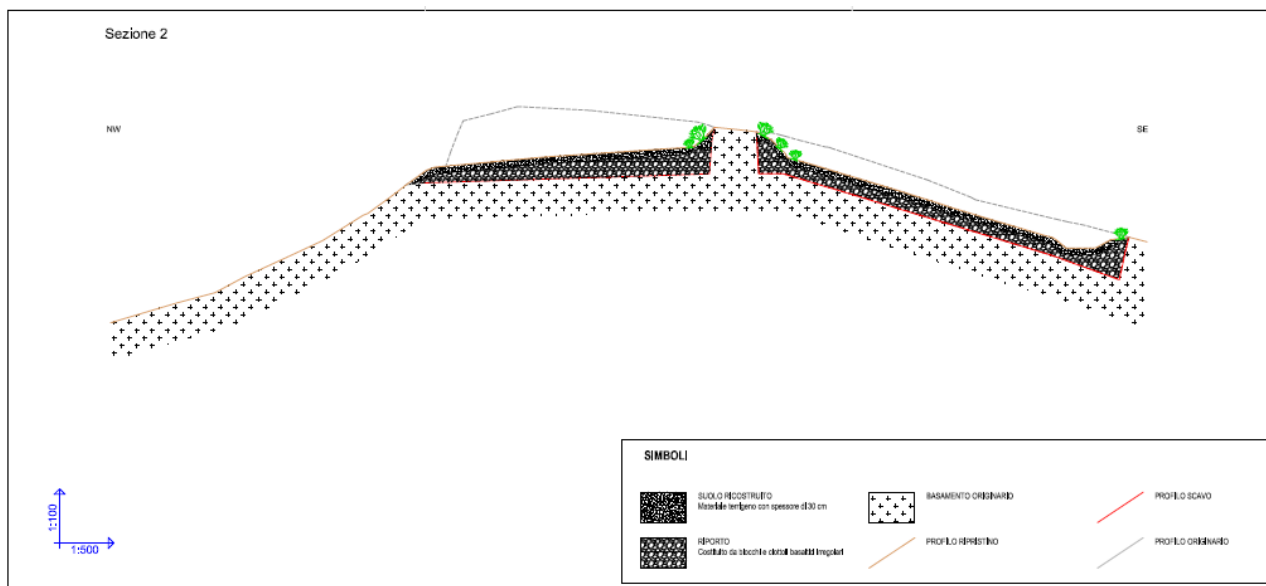 Sezione 2
NW
SE
SIMBOLI
SUOLO RICOSTRUITO
Materiale terrigeno con spessore di 30 cm
BASAMENTO ORIGINARIO
PROFILO SCAVO
RIPORTO
Costituito da blocchi e ciottoli basaltici irregolari
PROFILO RIPRISTINO
PROFILO ORIGINARIO
1:100
1:500